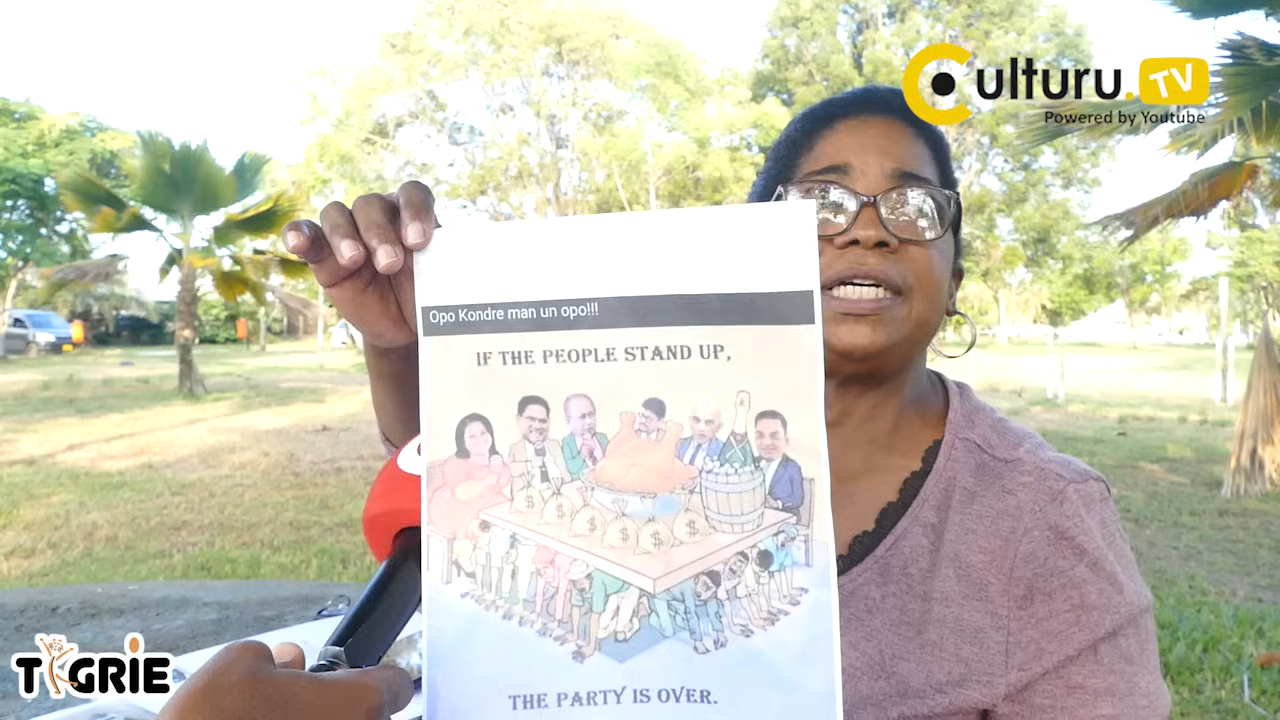 Culturu.TV
Powered by Youtube
Opo Kondre man un opo!!!
IF THE PEOPLE STAND UP,
$ $ $ $ $ $
THE PARTY IS OVER.
TIGRIE